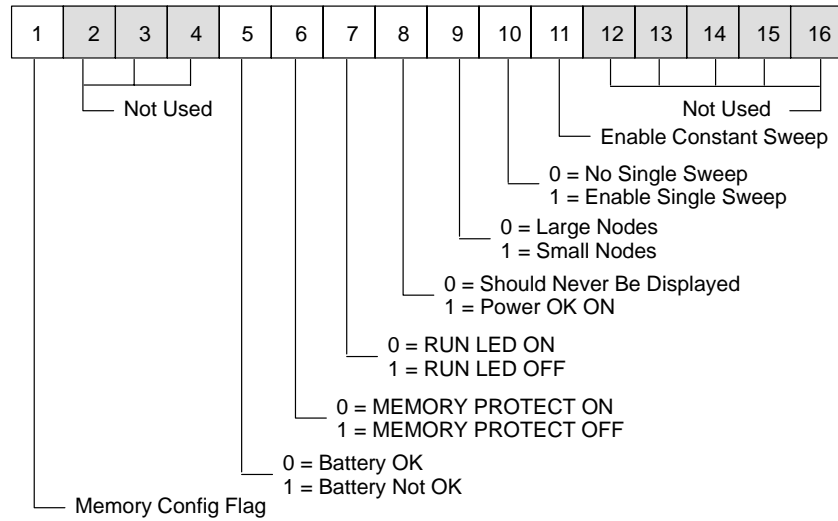 1 2 3 4 5 6 7 8 9 10 11 12 13 14 15 16
Not Used
Not Used
Enable Constant Sweep
0 = No Single Sweep
1 = Enable Single Sweep
0 = Large Nodes
1 = Small Nodes
0 = Should Never Be Displayed
1 = Power OK ON
0 = RUN LED ON
1 = RUN LED OFF
0 = MEMORY PROTECT ON
1 = MEMORY PROTECT OFF
0 = Battery OK
1 = Battery Not OK
Memory Config Flag